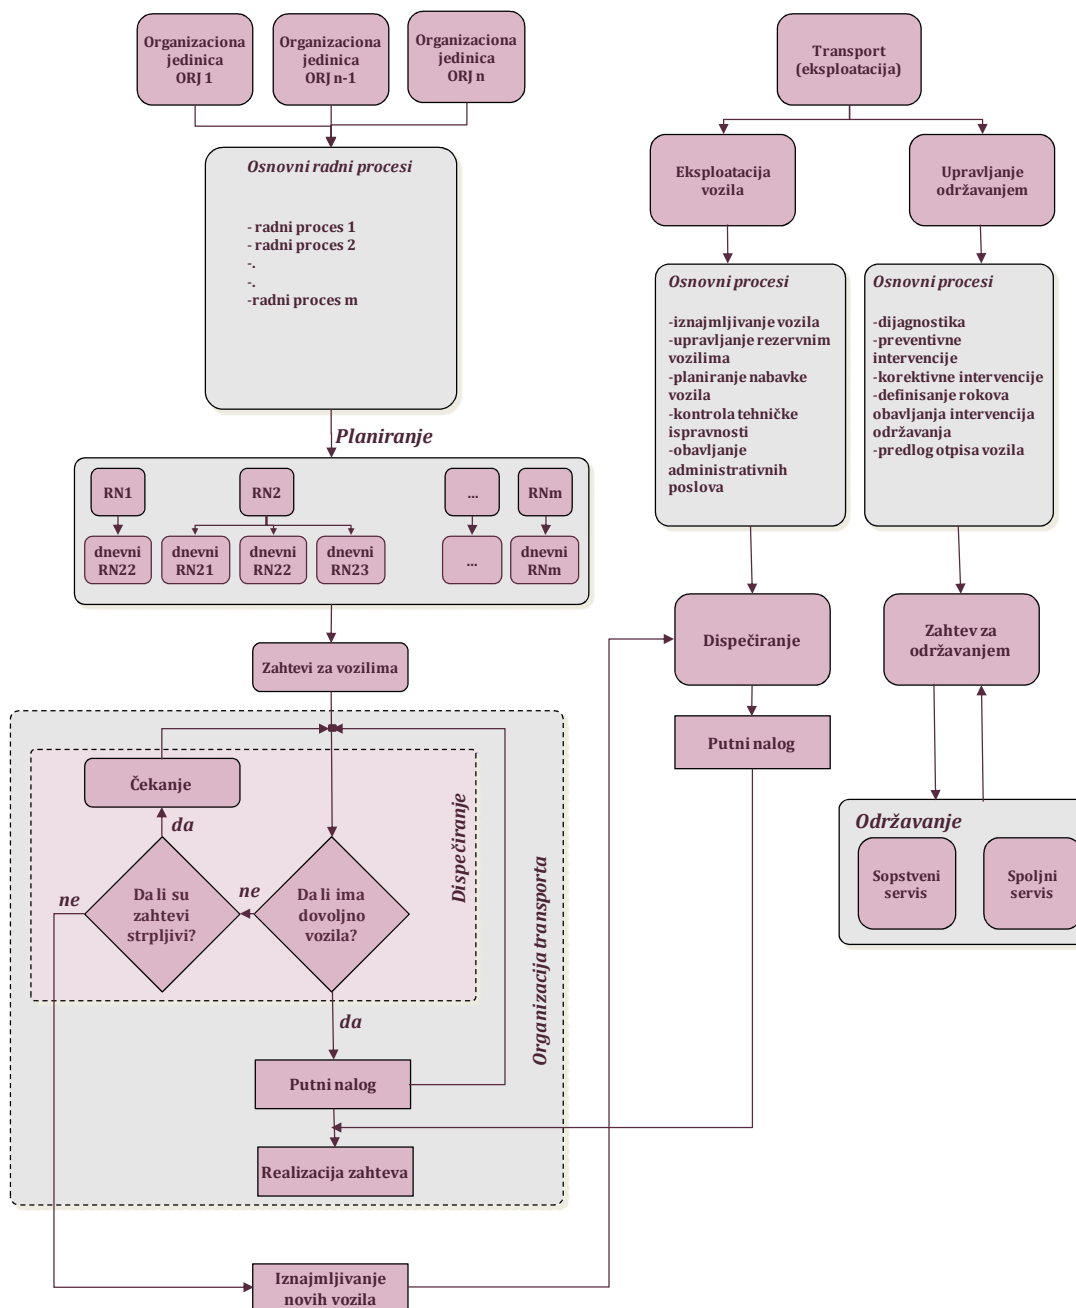 Organizaciona
jedinica
ORJ 1
Organizaciona
jedinica
ORJ n-1
Organizaciona
jedinica
ORJ n
Transport
(eksploatacija)
Osnovni radni procesi
- radni proces 1
- radni proces 2
-.
-.
-radni proces m
Eksploatacija
vozila
Upravljanje
održavanjem
Osnovni procesi
-iznajmljivanje vozila
-upravljanje rezervnim
vozilima
-planiranje nabavke
vozila
-kontrola tehničke
ispravnosti
-obavljanje
administrativnih
poslova
Osnovni procesi
-dijagnostika
-preventivne
intervencije
-korektivne intervencije
-definisanje rokova
obavljanja intervencija
održavanja
-predlog otpisa vozila
Planiranje
RN1
RN2
...
RNm
dnevni
RN22
dnevni
RN21
dnevni
RN22
dnevni
RN23
...
dnevni
RNm
Zahtevi za vozilima
Dispečiranje
Zahtev za
održavanjem
Putni nalog
Čekanje
da
ne
Da li su
zahtevi
strpljivi?
ne
Da li ima
dovoljno
vozila?
Dispečiranje
Organizacija transporta
Održavanje
Sopstveni
servis
Spoljni
servis
da
Putni nalog
Realizacija zahteva
Iznajmljivanje
novih vozila